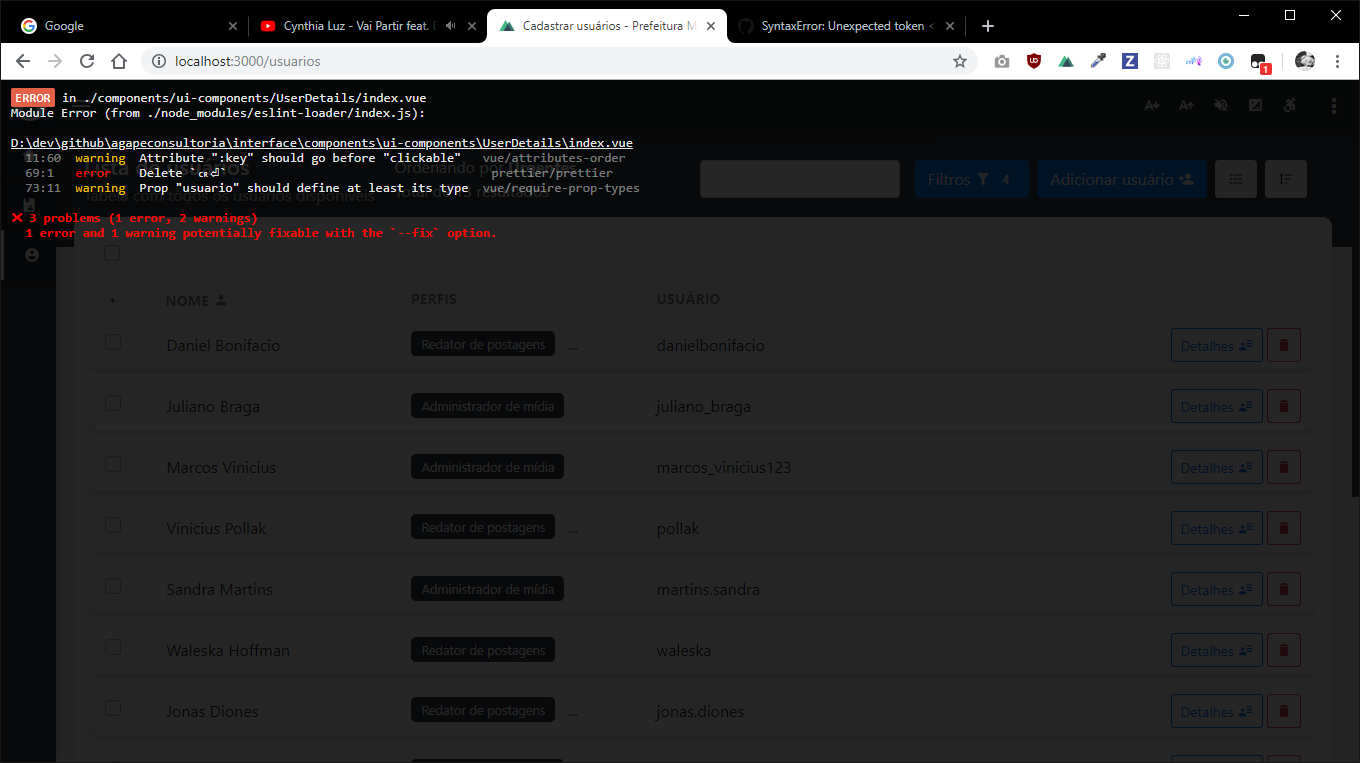 Google
Cynthia Luz - Vai Partir feat.
Cadastrar usuários - Prefeitura M
SyntaxError: Unexpected token <
localhost:3000/usuarios
1
ERROR in ./components/ui-components/UserDetails/index.vue
Module Error (from ./node_modules/eslint-loader/index.js):
D:\dev\github\agapeconsultoria\interface\components\ui-components\UserDetails\index.vue
11:60 warning Attribute ":key" should go before "clickable" vue/attributes-order
69:1 error Delete `␍⏎` prettier/prettier
73:11 warning Prop "usuario" should define at least its type vue/require-prop-types
✖ 3 problems (1 error, 2 warnings)
1 error and 1 warning potentially fixable with the `--fix` option.
A+ A+
Lista de usuários
Tabela com todos os usuários disponíveis
Ordenando por Urgentes
Total de 13 resultados
Filtros 4
Adicionar usuário
+ NOME PERFIS USUÁRIO
Daniel Bonifacio Redator de postagens ... danielbonifacio Detalhes
Juliano Braga Administrador de mídia juliano_braga Detalhes
Marcos Vinicius Administrador de mídia marcos_vinicius123 Detalhes
Vinicius Pollak Redator de postagens ... pollak Detalhes
Sandra Martins Administrador de mídia martins.sandra Detalhes
Waleska Hoffman Redator de postagens waleska Detalhes
Jonas Diones Redator de postagens ... jonas.diones Detalhes